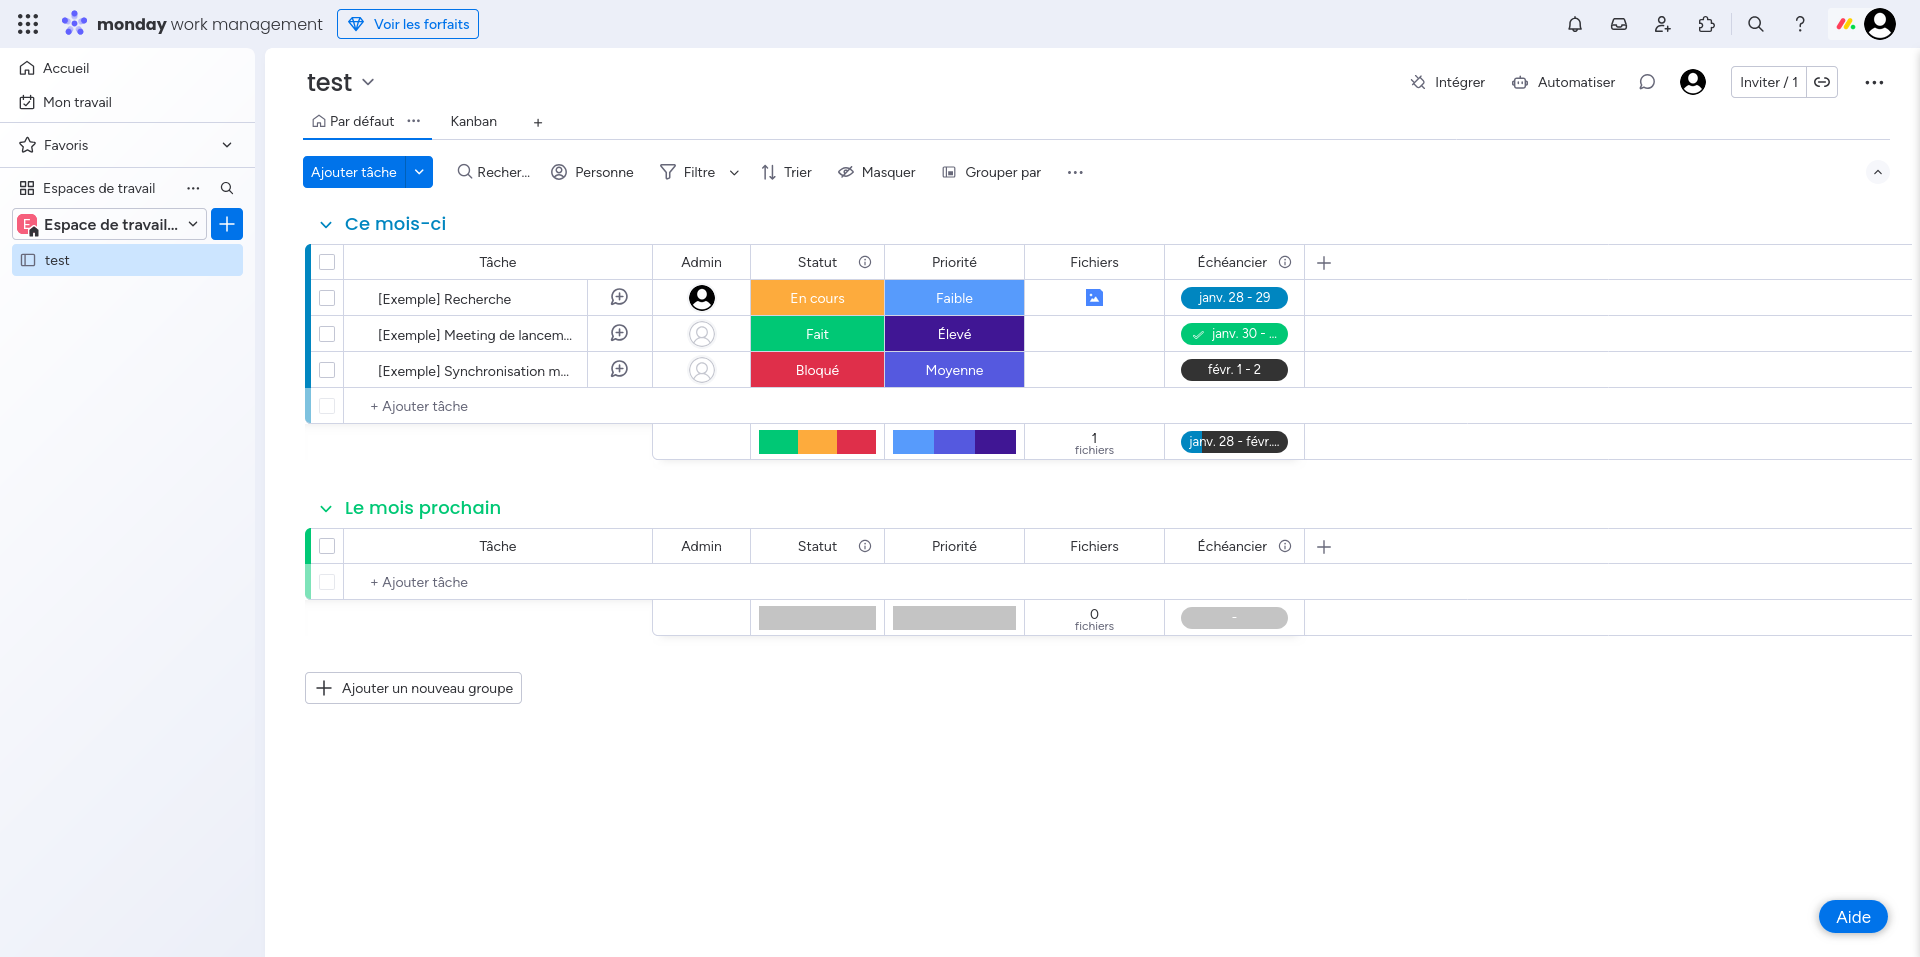 monday work management
Voir les forfaits
Accueil
Mon travail
Favoris
Espaces de travail
E
Espace de travail...
test
test
Intégrer
Automatiser
Inviter / 1
Par défaut
Kanban
Ajouter tâche
Recher...
Personne
Filtre
Trier
Masquer
Grouper par
Ce mois-ci
Tâche Admin Statut Priorité Fichiers Échéancier
[Exemple] Recherche En cours Faible janv. 28 - 29
[Exemple] Meeting de lancem... Fait Élevé janv. 30 - ...
[Exemple] Synchronisation m... Bloqué Moyenne févr. 1 - 2
+ Ajouter tâche
1
fichiers
janv. 28 - févr....
Le mois prochain
Tâche Admin Statut Priorité Fichiers Échéancier
+ Ajouter tâche
0
fichiers
-
Ajouter un nouveau groupe
Aide